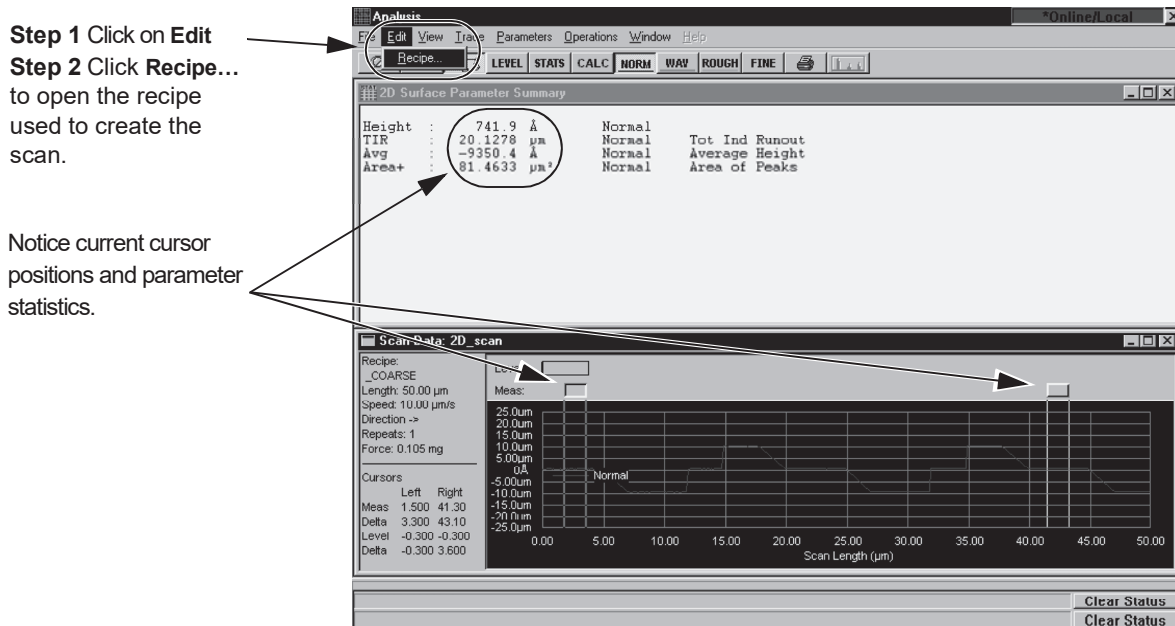 Step 1 Click on Edit
Step 2 Click Recipe…
to open the recipe
used to create the
scan.
Notice current cursor
positions and parameter
statistics.
Analysis
*Online/Local
File Edit View Trace Parameters Operations Window Help
Recipe...
LEVEL STATS CALC NORM WAV ROUGH FINE
2D Surface Parameter Summary
Height : 741.9 Å Normal
TIR : 20.1278 µm Normal Tot Ind Runout
Avg : -9350.4 Å Normal Average Height
Area+ : 81.4633 µm² Normal Area of Peaks
Scan Data: 2D_scan
Recipe:
_COARSE
Length: 50.00 µm
Speed: 10.00 µm/s
Direction ->
Repeats: 1
Force: 0.105 mg
Cursors
Left Right
Meas 1.500 41.30
Delta 3.300 43.10
Level -0.300 -0.300
Delta -0.300 3.600
Meas:
25.0um
20.0um
15.0um
10.0um
5.00um
0Å
-5.00um
-10.0um
-15.0um
-20.0um
-25.0um
Normal
0.00 5.00 10.00 15.00 20.00 25.00 30.00 35.00 40.00 45.00 50.00
Scan Length (µm)
Clear Status
Clear Status